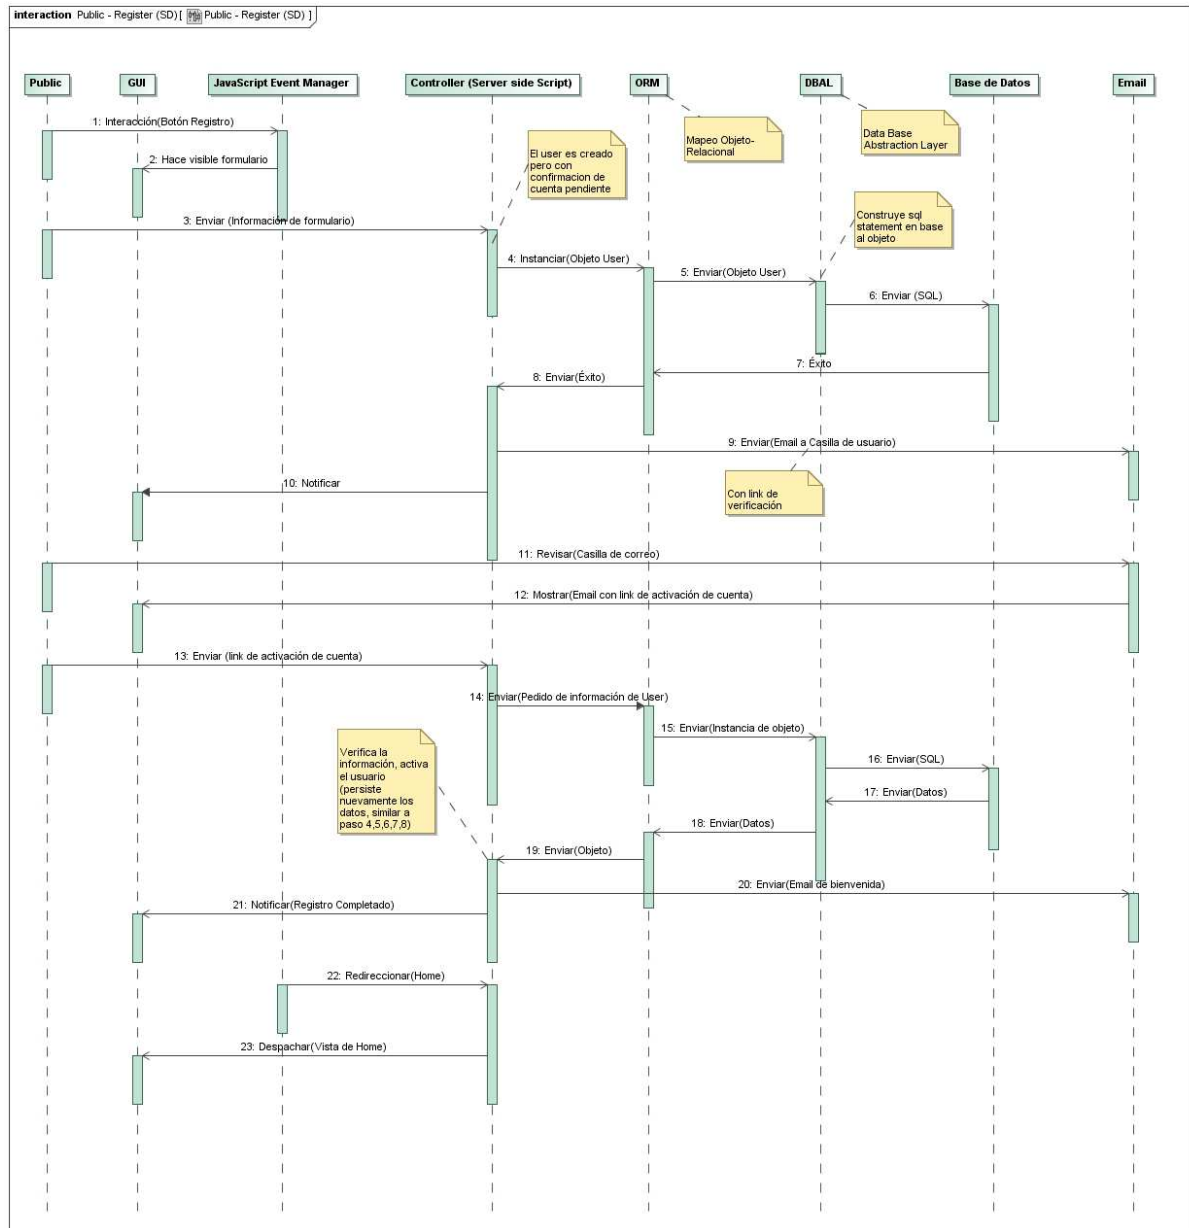 interaction Public - Register (SD) [ Public - Register (SD) ]
Public
GUI
JavaScript Event Manager
Controller (Server side Script)
ORM
DBAL
Base de Datos
Email
1: Interacción(Botón Registro)
Mapeo Objeto-
Relacional
Data Base
Abstraction Layer
El user es creado
pero con
confirmacion de
cuenta pendiente
2: Hace visible formulario
3: Enviar (Información de formulario)
Construye sql
statement en base
al objeto
4: Instanciar(Objeto User)
5: Enviar(Objeto User)
6: Enviar (SQL)
7: Éxito
8: Enviar(Éxito)
9: Enviar(Email a Casilla de usuario)
10: Notificar
Con link de
verificación
11: Revisar(Casilla de correo)
12: Mostrar(Email con link de activación de cuenta)
13: Enviar (link de activación de cuenta)
14: Enviar(Pedido de información de User)
15: Enviar(Instancia de objeto)
Verifica la
información, activa
el usuario
(persiste
nuevamente los
datos, similar a
paso 4,5,6,7,8)
16: Enviar(SQL)
17: Enviar(Datos)
18: Enviar(Datos)
19: Enviar(Objeto)
20: Enviar(Email de bienvenida)
21: Notificar(Registro Completado)
22: Redireccionar(Home)
23: Despachar(Vista de Home)